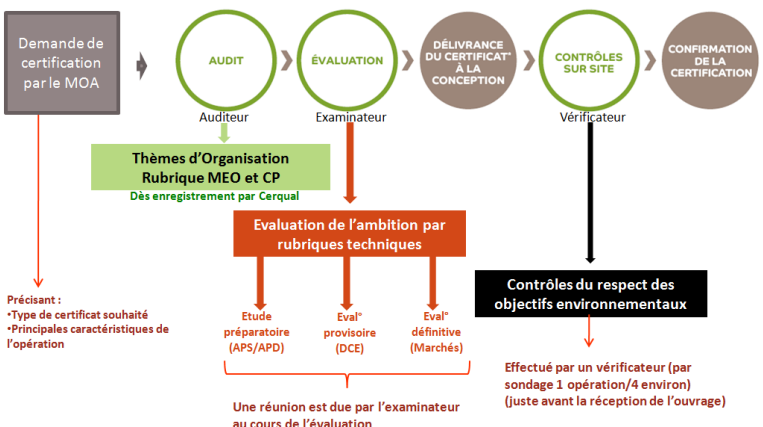 Demande de
certification
par le MOA
AUDIT
ÉVALUATION
DÉLIVRANCE
DU CERTIFICAT*
À LA
CONCEPTION
CONTRÔLES
SUR SITE
CONFIRMATION
DE LA
CERTIFICATION
Auditeur
Examinateur
Vérificateur
Thèmes d'Organisation
Rubrique MEO et CP
Dès enregistrement par Cerqual
Evaluation de l'ambition par
rubriques techniques
Contrôles du respect des
objectifs environnementaux
Précisant :
•Type de certificat souhaité
•Principales caractéristiques de
l'opération
Etude
préparatoire
(APS/APD)
Eval°
provisoire
(DCE)
Eval°
définitive
(Marchés)
Effectué par un vérificateur (par
sondage 1 opération/4 environ)
(juste avant la réception de l'ouvrage)
Une réunion est due par l'examinateur
au cours de l'évaluation